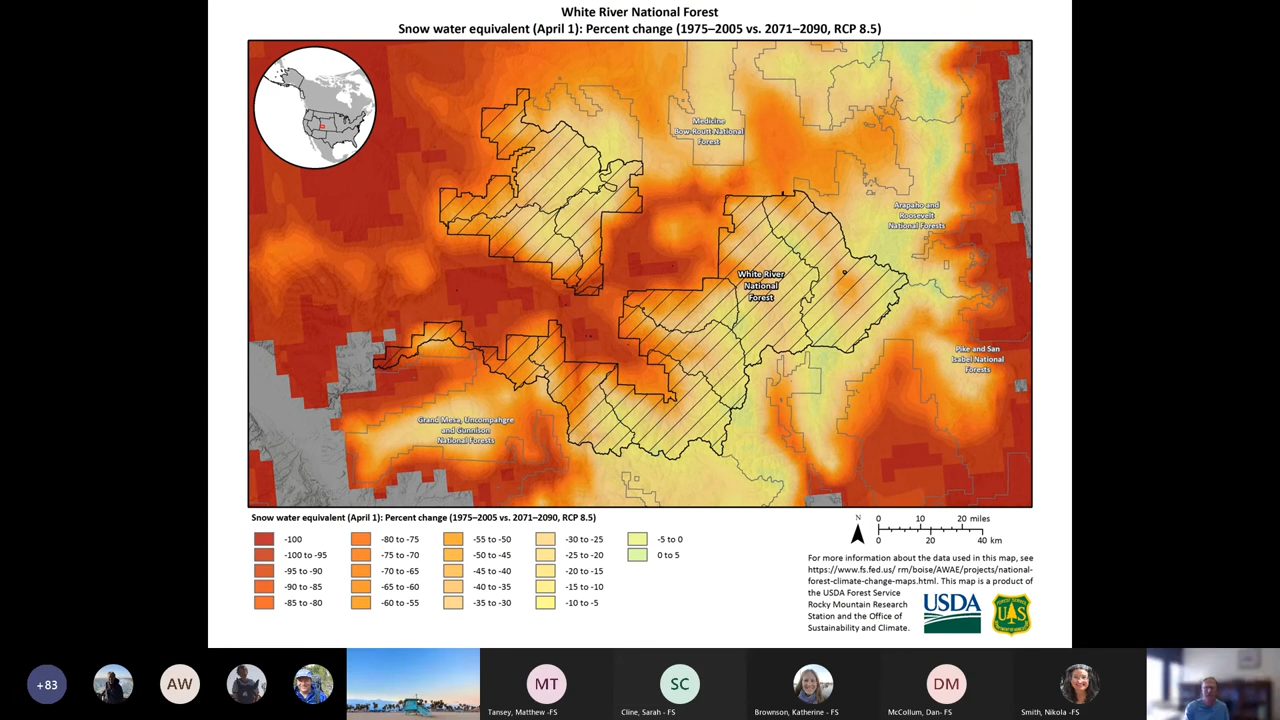 White River National Forest
Snow water equivalent (April 1): Percent change (1975–2005 vs. 2071–2090, RCP 8.5)
Medicine
Bow-Routt National
Forest
Arapaho and
Roosevelt
National Forests
White River
National
Forest
Pike and San
Isabel National
Forests
Grand Mesa, Uncompahgre
and Gunnison
National Forests
Snow water equivalent (April 1): Percent change (1975–2005 vs. 2071–2090, RCP 8.5)
-100
-100 to -95
-95 to -90
-90 to -85
-85 to -80
-80 to -75
-75 to -70
-70 to -65
-65 to -60
-60 to -55
-55 to -50
-50 to -45
-45 to -40
-40 to -35
-35 to -30
-30 to -25
-25 to -20
-20 to -15
-15 to -10
-10 to -5
-5 to 0
0 to 5
N
0 10 20 miles
0 20 40 km
For more information about the data used in this map, see
https://www.fs.fed.us/ rm/boise/AWAE/projects/national-
forest-climate-change-maps.html. This map is a product of
the USDA Forest Service
Rocky Mountain Research
Station and the Office of
Sustainability and Climate.
USDA
FOREST SERVICE
U S
DEPARTMENT OF AGRICULTURE
+83
AW
MT
SC
DM
Tansey, Matthew -FS
Cline, Sarah - FS
Brownson, Katherine - FS
McCollum, Dan- FS
Smith, Nikola -FS